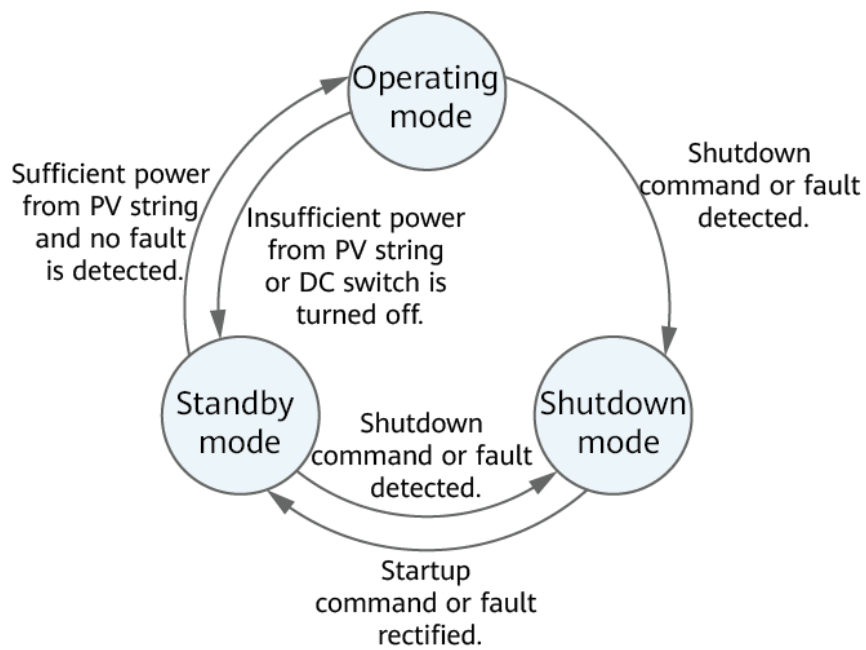 Operating
mode
Shutdown
command or fault
detected.
Sufficient power
from PV string
and no fault
is detected.
Insufficient power
from PV string
or DC switch is
turned off.
Standby
mode
Shutdown
command or fault
detected.
Shutdown
mode
Startup
command or fault
rectified.